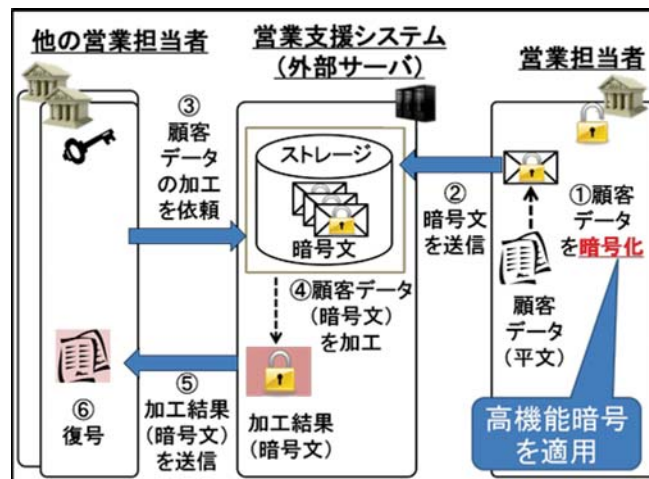 他の営業担当者
営業支援システム
(外部サーバ)
営業担当者
③
顧客
データ
の加工
を依頼
ストレージ
暗号文
②
暗号文
を送信
①顧客
データ
を暗号化
顧客
データ
(平文)
④顧客データ
(暗号文)
を加工
⑥
復号
⑤
加工結果
(暗号文)
を送信
加工結果
(暗号文)
高機能暗号
を適用